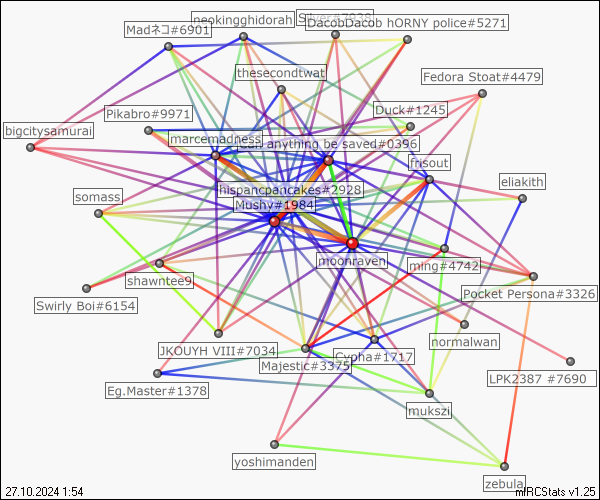 neokingghidorah
Silver#7938
DacobDacob hORNY police#5271
Madネコ#6901
thesecondtwat
Fedora Stoat#4479
Pikabro#9971
Duck#1245
bigcitysamurai
marcemadness
can anything be saved#0396
frisout
eliakith
hispancpancakes#2928
somass
Mushy#1984
moonraven
ming#4742
shawntee9
Pocket Persona#3326
Swirly Boi#6154
normalwan
JKOUYH VIII#7034
Cypha#1717
Majestic#3375
LPK2387 #7690
Eg.Master#1378
mukszi
yoshimanden
zebula
27.10.2024 1:54
mIRCStats v1.25